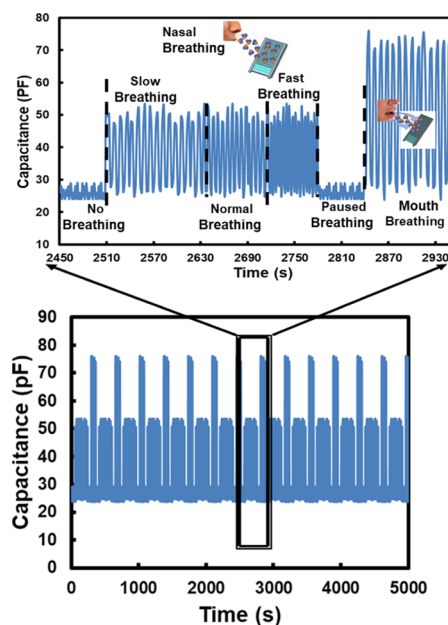 80
70
60
50
40
30
20
10
Capacitance (PF)
Nasal
Breathing
Slow
Breathing
Fast
Breathing
No
Breathing
Normal
Breathing
Paused
Breathing
Mouth
Breathing
2450 2510 2570 2630 2690 2750 2810 2870 2930
Time (s)
90
80
70
60
50
40
30
20
10
0
Capacitance (pF)
0 1000 2000 3000 4000 5000
Time (s)